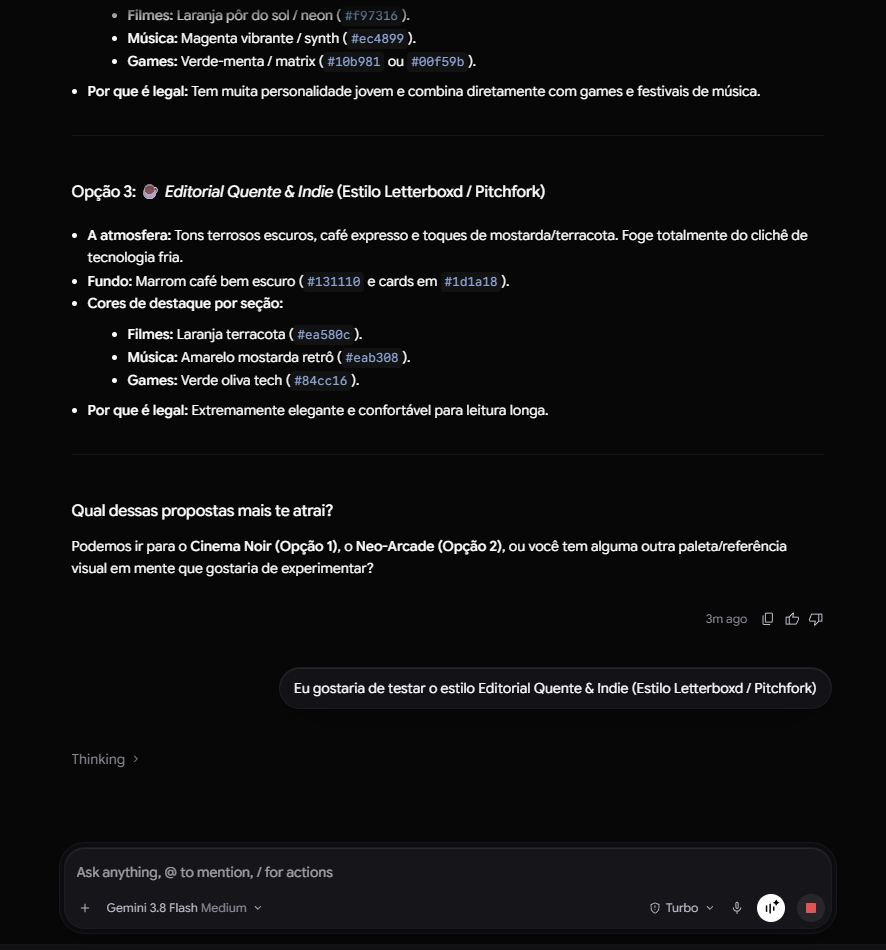 Filmes: Laranja pôr do sol / neon ( #f97316 ).
Música: Magenta vibrante / synth ( #ec4899 ).
Games: Verde-menta / matrix ( #10b981 ou #00f59b ).
Por que é legal: Tem muita personalidade jovem e combina diretamente com games e festivais de música.
Opção 3: Editorial Quente & Indie (Estilo Letterboxd / Pitchfork)
A atmosfera: Tons terrosos escuros, café expresso e toques de mostarda/terracota. Foge totalmente do clichê de
tecnologia fria.
Fundo: Marrom café bem escuro ( #131110 e cards em #1d1a18 ).
Cores de destaque por seção:
Filmes: Laranja terracota ( #ea580c ).
Música: Amarelo mostarda retrô ( #eab308 ).
Games: Verde oliva tech ( #84cc16 ).
Por que é legal: Extremamente elegante e confortável para leitura longa.
Qual dessas propostas mais te atrai?
Podemos ir para o Cinema Noir (Opção 1), o Neo-Arcade (Opção 2), ou você tem alguma outra paleta/referência
visual em mente que gostaria de experimentar?
3m ago
Eu gostaria de testar o estilo Editorial Quente & Indie (Estilo Letterboxd / Pitchfork)
Thinking
Ask anything, @ to mention, / for actions
Gemini 3.8 Flash Medium
Turbo